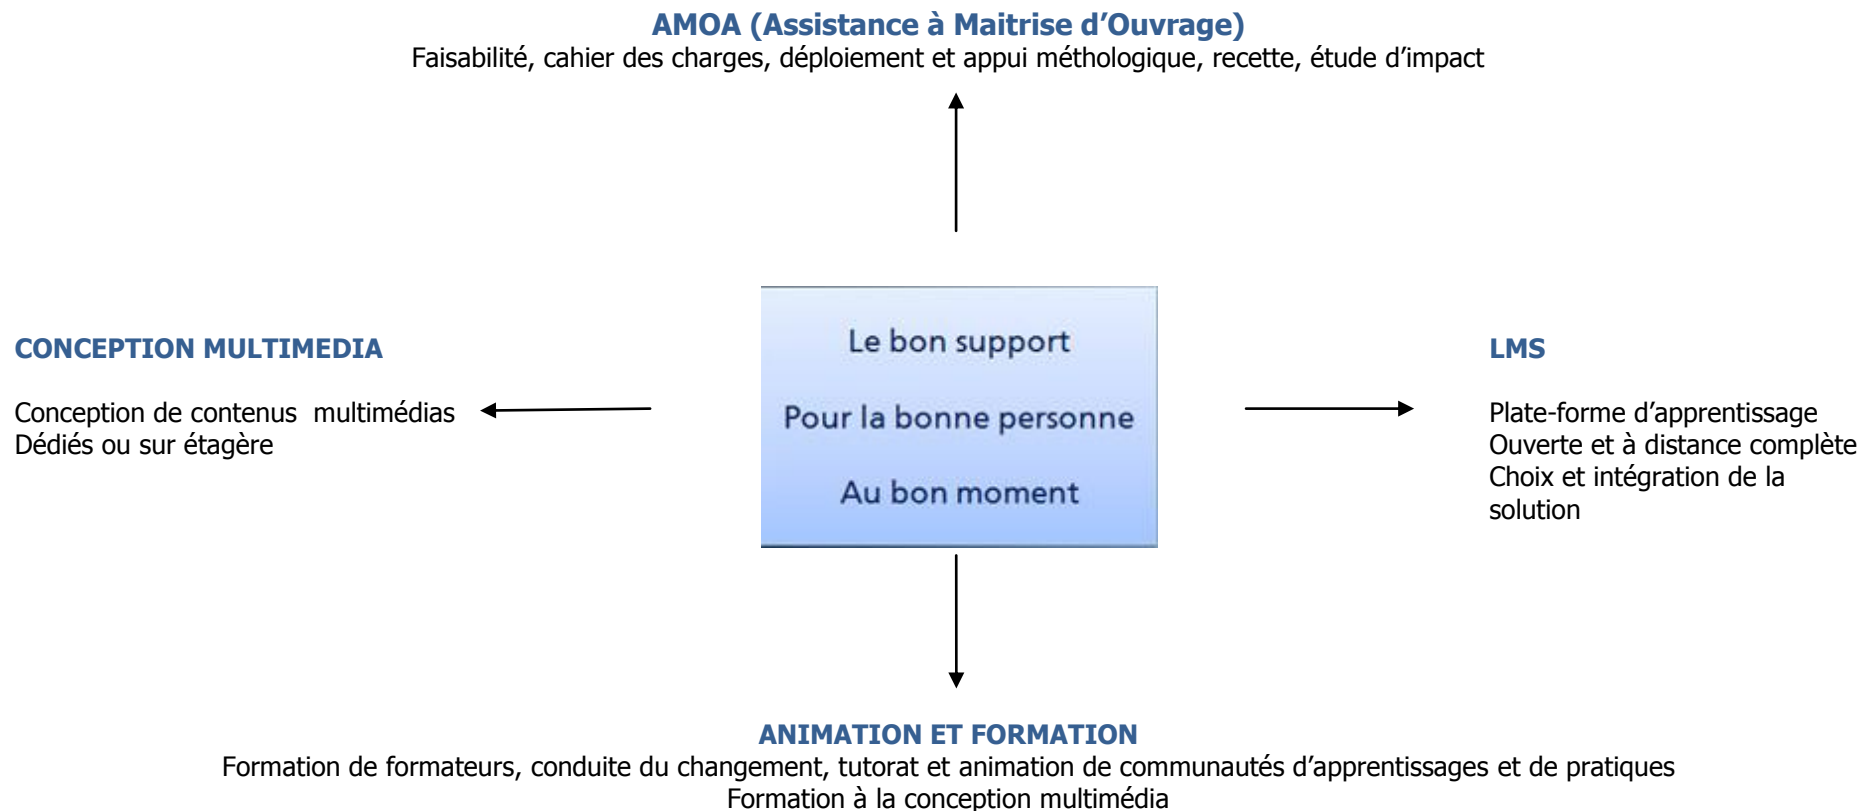 AMOA (Assistance à Maitrise d’Ouvrage)
Faisabilité, cahier des charges, déploiement et appui méthologique, recette, étude d’impact
CONCEPTION MULTIMEDIA
Conception de contenus  multimédias
Dédiés ou sur étagère
Le bon support
Pour la bonne personne
Au bon moment
LMS
Plate-forme d’apprentissage
Ouverte et à distance complète
Choix et intégration de la
solution
ANIMATION ET FORMATION
Formation de formateurs, conduite du changement, tutorat et animation de communautés d’apprentissages et de pratiques
Formation à la conception multimédia